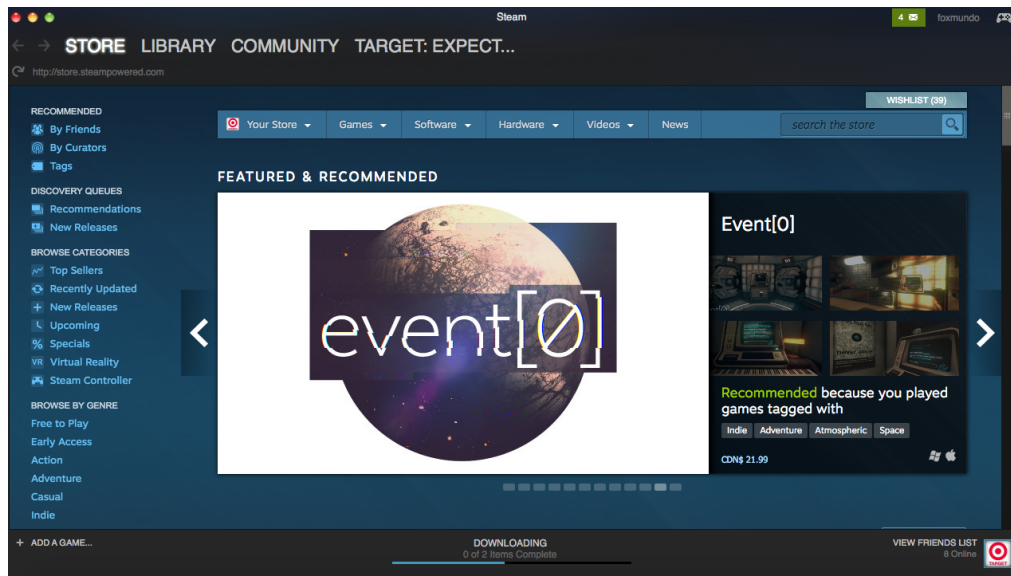 Steam
4
foxmundo
STORE LIBRARY COMMUNITY TARGET: EXPECT...
http://store.steampowered.com
WISHLIST (39)
Your Store Games Software Hardware Videos News
search the store
RECOMMENDED
By Friends
By Curators
Tags
DISCOVERY QUEUES
Recommendations
New Releases
BROWSE CATEGORIES
Top Sellers
Recently Updated
New Releases
Upcoming
% Specials
VR Virtual Reality
Steam Controller
BROWSE BY GENRE
Free to Play
Early Access
Action
Adventure
Casual
Indie
FEATURED & RECOMMENDED
event[0]
Event[0]
Recommended because you played
games tagged with
Indie Adventure Atmospheric Space
CDN$ 21.99
+ ADD A GAME...
DOWNLOADING
0 of 2 Items Complete
VIEW FRIENDS LIST
8 Online
TARGET